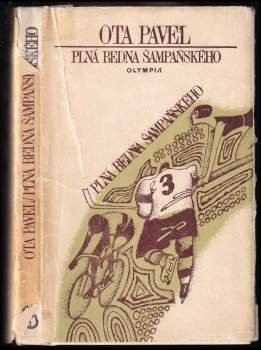 OTA PAVEL
PLNÁ BEDNA ŠAMPAŇSKÉHO
OLYMPIA
PLNÁ BEDNA ŠAMPAŇSKÉHO
3
OTA PAVEL/PLNÁ BEDNA ŠAMPAŇSKÉHO